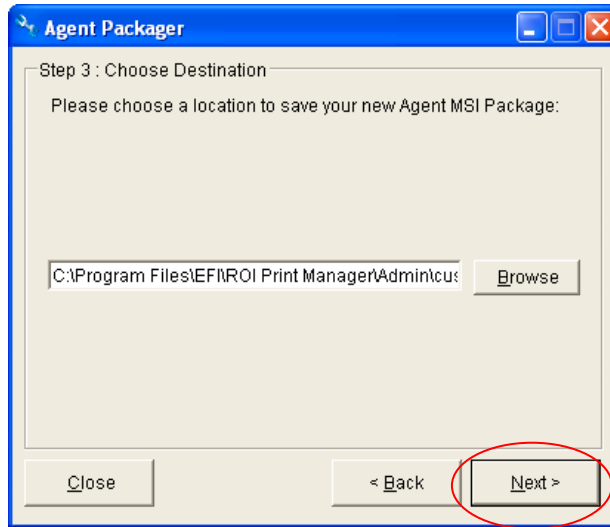 Agent Packager
Step 3 : Choose Destination
Please choose a location to save your new Agent MSI Package:
C:\Program Files\EFI\ROI Print Manager\Admin\cus
Browse
Close
< Back
Next >